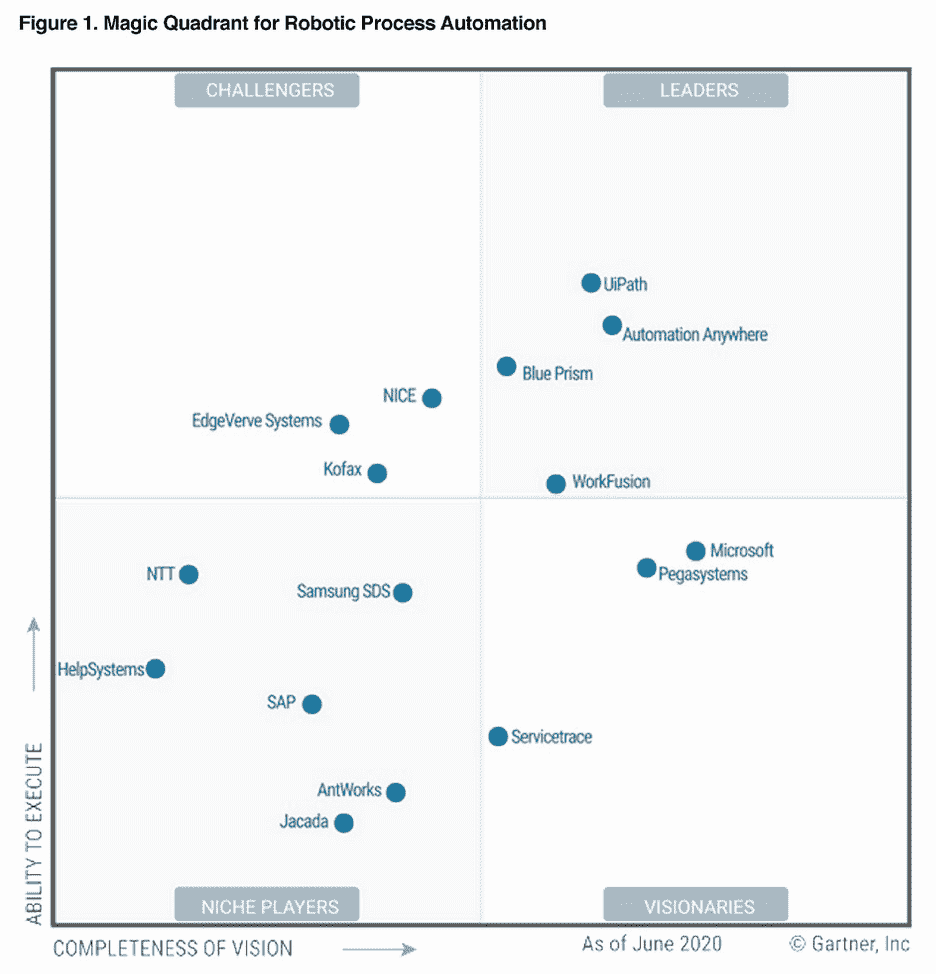 Figure 1. Magic Quadrant for Robotic Process Automation
CHALLENGERS
LEADERS
UiPath
Automation Anywhere
Blue Prism
NICE
EdgeVerve Systems
Kofax
WorkFusion
Microsoft
Pegasystems
NTT
Samsung SDS
HelpSystems
SAP
Servicetrace
AntWorks
Jacada
NICHE PLAYERS
VISIONARIES
ABILITY TO EXECUTE
COMPLETENESS OF VISION
As of June 2020
© Gartner, Inc